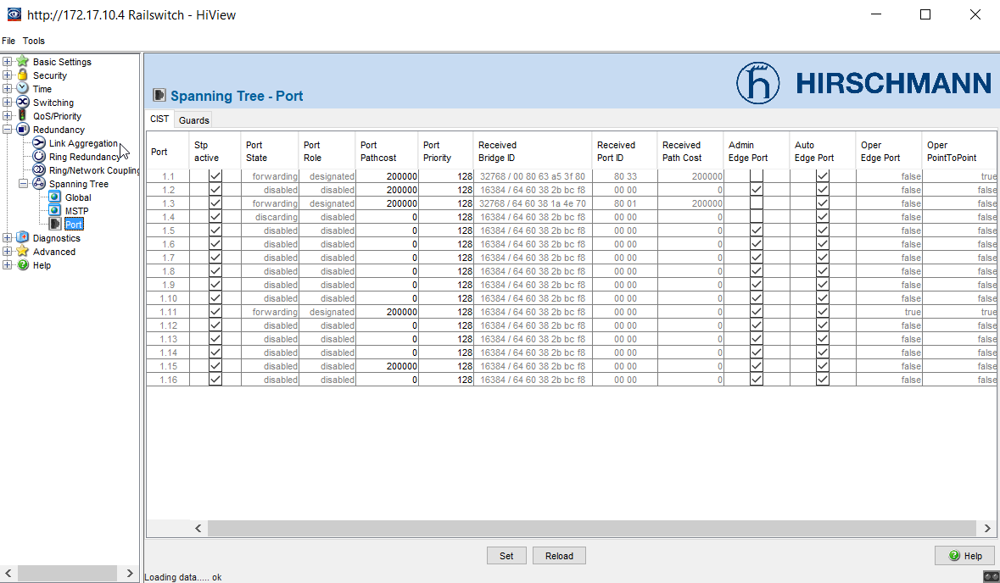 http://172.17.10.4 Railswitch - HiView
File Tools
Basic Settings
Security
Time
Switching
QoS/Priority
Redundancy
Link Aggregation
Ring Redundancy
Ring/Network Coupling
Spanning Tree
Global
MSTP
Port
Diagnostics
Advanced
Help
HIRSCHMANN
Spanning Tree - Port
CIST Guards
Port Stp active Port State Port Role Port Pathcost Port Priority Received Bridge ID Received Port ID Received Path Cost Admin Edge Port Auto Edge Port Oper Edge Port Oper PointToPoint
1.1 forwarding designated 200000 128 32768 / 00 80 63 a5 3f 80 80 33 200000 false true
1.2 disabled disabled 200000 128 16384 / 64 60 38 2b bc f8 00 00 0 false false
1.3 forwarding designated 200000 128 32768 / 64 60 38 1a 4e 70 80 01 200000 false true
1.4 discarding disabled 0 128 16384 / 64 60 38 2b bc f8 00 00 0 false false
1.5 disabled disabled 0 128 16384 / 64 60 38 2b bc f8 00 00 0 false false
1.6 disabled disabled 0 128 16384 / 64 60 38 2b bc f8 00 00 0 false false
1.7 disabled disabled 0 128 16384 / 64 60 38 2b bc f8 00 00 0 false false
1.8 disabled disabled 0 128 16384 / 64 60 38 2b bc f8 00 00 0 false false
1.9 disabled disabled 0 128 16384 / 64 60 38 2b bc f8 00 00 0 false false
1.10 disabled disabled 0 128 16384 / 64 60 38 2b bc f8 00 00 0 false false
1.11 forwarding designated 200000 128 16384 / 64 60 38 2b bc f8 00 00 0 true true
1.12 disabled disabled 0 128 16384 / 64 60 38 2b bc f8 00 00 0 false false
1.13 disabled disabled 0 128 16384 / 64 60 38 2b bc f8 00 00 0 false false
1.14 disabled disabled 0 128 16384 / 64 60 38 2b bc f8 00 00 0 false false
1.15 disabled disabled 200000 128 16384 / 64 60 38 2b bc f8 00 00 0 false false
1.16 disabled disabled 0 128 16384 / 64 60 38 2b bc f8 00 00 0 false false
Set Reload Help
Loading data..... ok